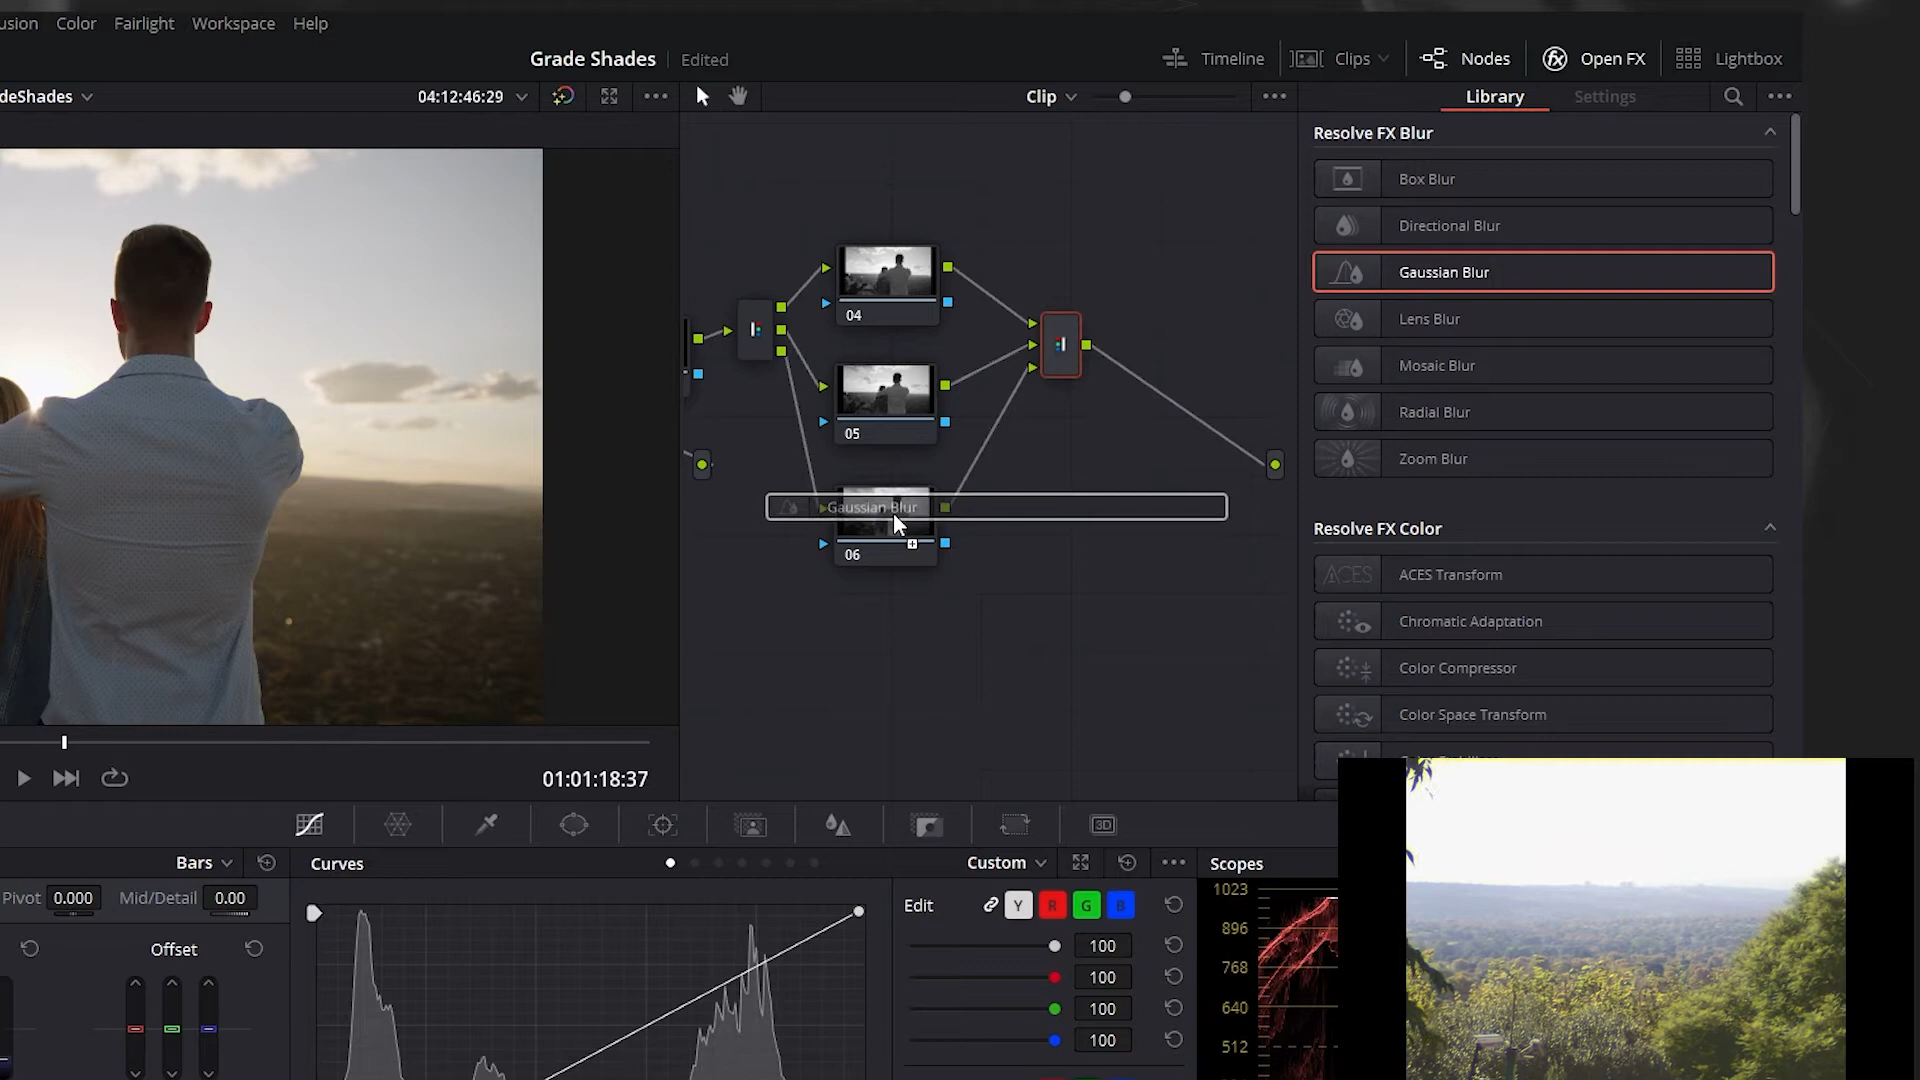 usion Color Fairlight Workspace Help
Grade Shades Edited
Timeline Clips Nodes Open FX Lightbox
deShades 04:12:46:29 Clip Library Settings
Resolve FX Blur
Box Blur
Directional Blur
Gaussian Blur
Lens Blur
Mosaic Blur
Radial Blur
Zoom Blur
04
05
Gaussian Blur
06
Resolve FX Color
ACES ACES Transform
Chromatic Adaptation
Color Compressor
Color Space Transform
01:01:18:37
3D
Bars Curves Custom Scopes
Pivot 0.000 Mid/Detail 0.00
Offset
Edit Y R G B
100
100
100
100
1023
896
768
640
512